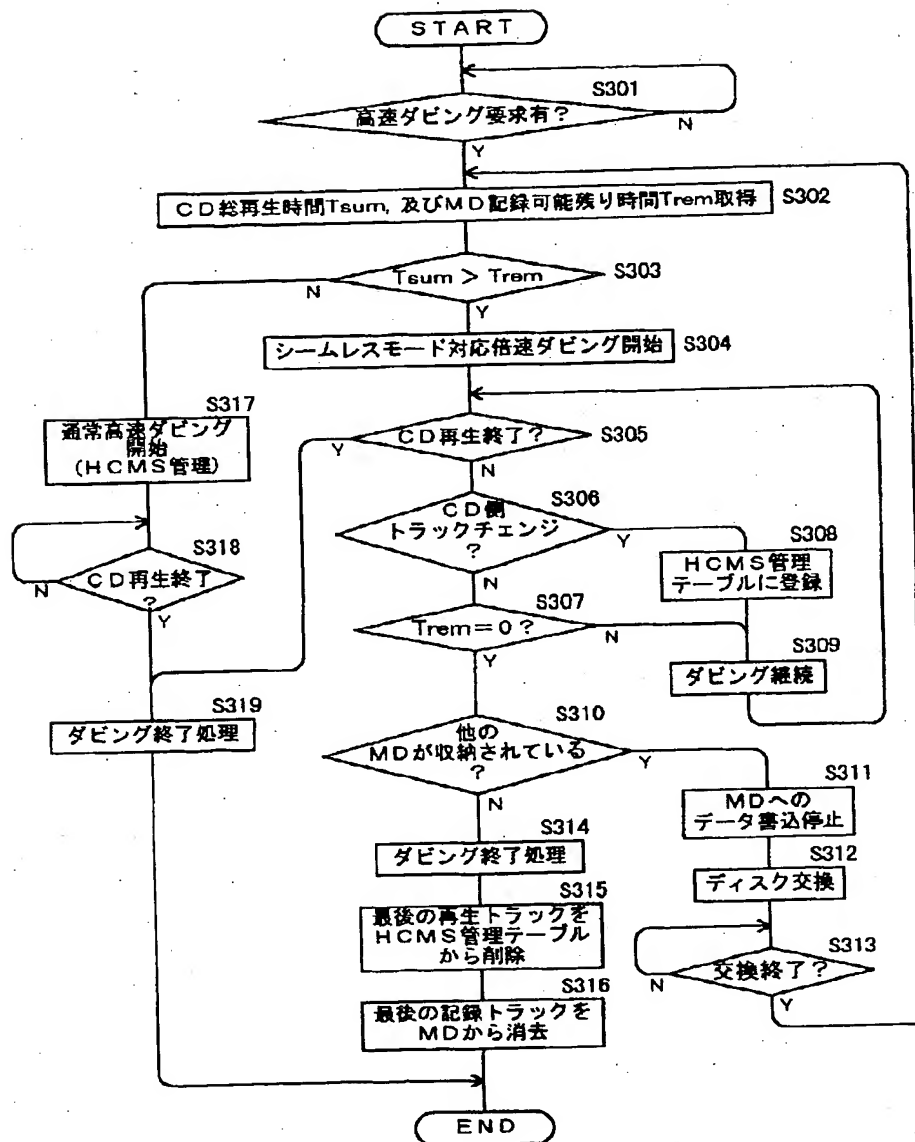 START
S301
高速ダビング要求有?
N
Y
CD総再生時間Tsum, 及びMD記録可能残り時間Trem取得
S302
Tsum > Trem
S303
N
Y
シームレスモード対応倍速ダビング開始
S304
S317
通常高速ダビング
開始
(HCMS管理)
CD再生終了?
S305
Y
N
S306
CD側
トラックチェンジ
?
Y
N
S308
HCMS管理
テーブルに登録
S318
CD再生終了
?
N
Y
S307
Trem=0?
N
Y
S309
ダビング継続
S319
ダビング終了処理
S310
他の
MDが収納されている
?
Y
N
S311
MDへの
データ書込停止
S314
ダビング終了処理
S312
ディスク交換
S315
最後の再生トラックを
HCMS管理テーブル
から削除
S313
交換終了?
N
Y
S316
最後の記録トラックを
MDから消去
END